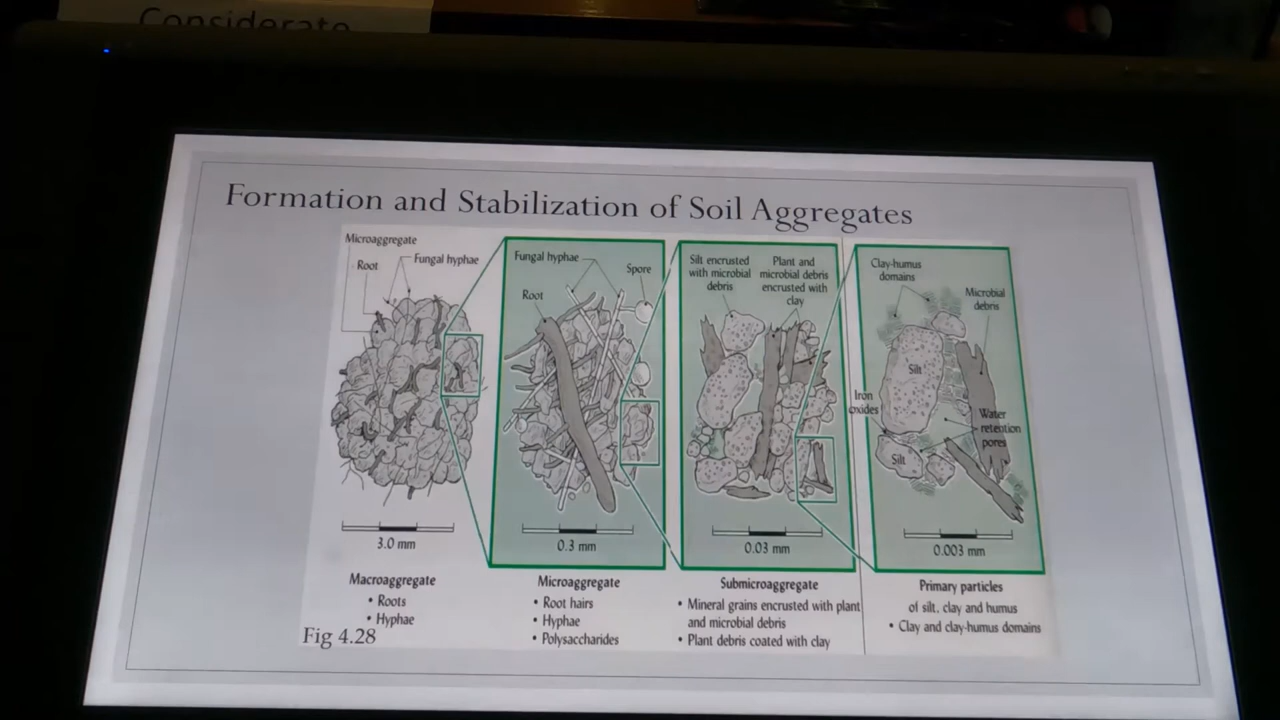 Considerate
Formation and Stabilization of Soil Aggregates
Microaggregate
Root
Fungal hyphae
3.0 mm
Macroaggregate
• Roots
• Hyphae
Fig 4.28
Fungal hyphae
Spore
Root
0.3 mm
Microaggregate
• Root hairs
• Hyphae
• Polysaccharides
Silt encrusted
with microbial
debris
Plant and
microbial debris
encrusted with
clay
0.03 mm
Submicroaggregate
• Mineral grains encrusted with plant
and microbial debris
• Plant debris coated with clay
Clay-humus
domains
Microbial
debris
Silt
Iron
oxides
Water
retention
pores
Silt
0.003 mm
Primary particles
of silt, clay and humus
• Clay and clay-humus domains